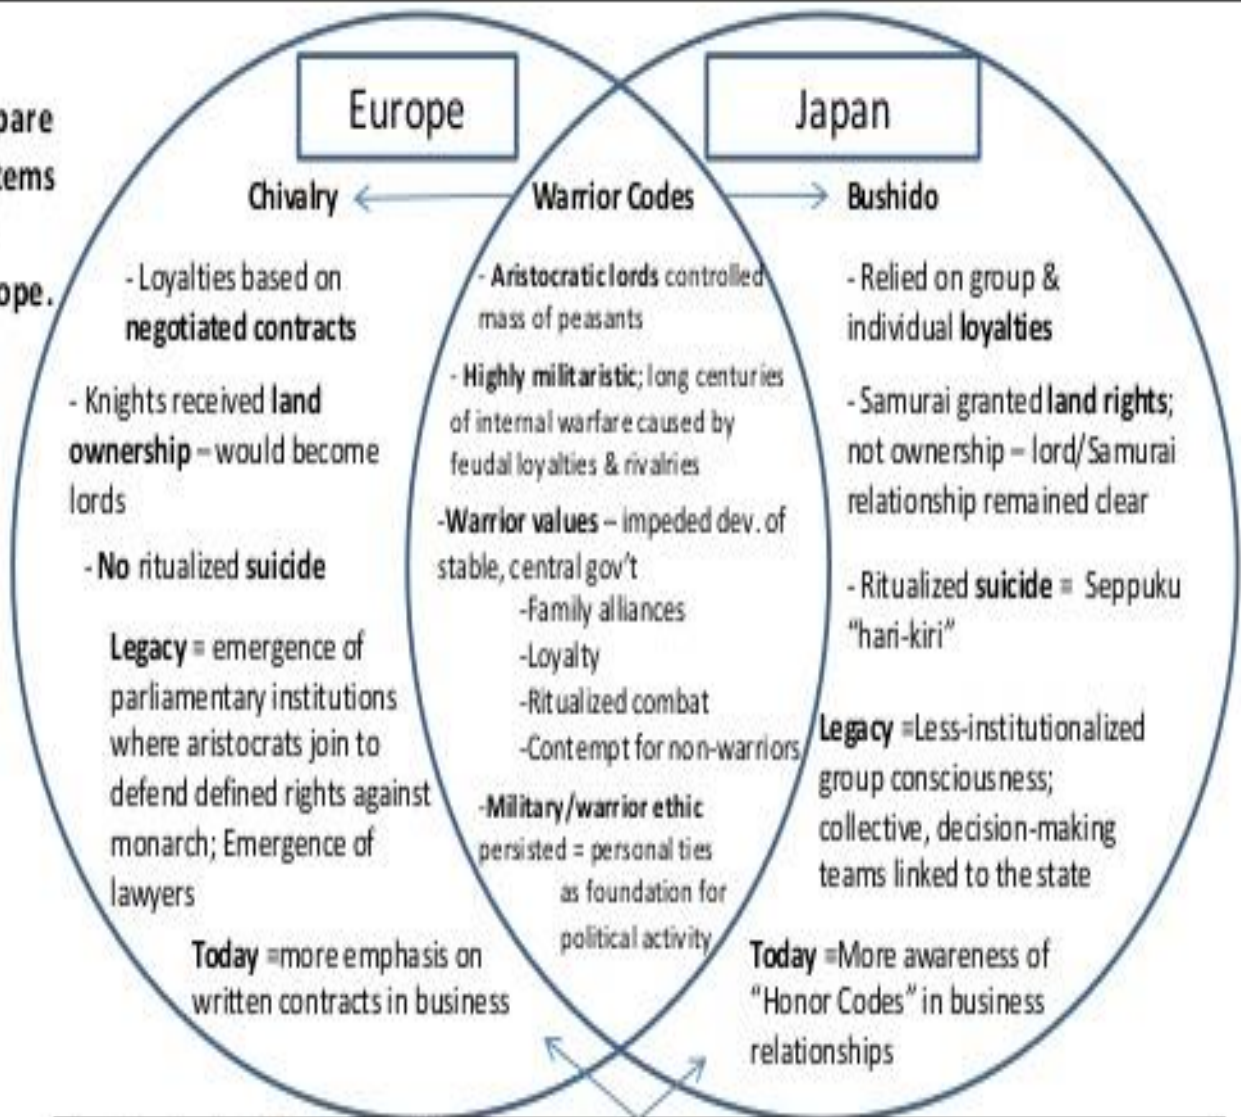 pare
tems
ope.
Europe
Japan
Chivalry
Warrior Codes
Bushido
- Loyalties based on
negotiated contracts
- Knights received land
ownership – would become
lords
- No ritualized suicide
Legacy = emergence of
parliamentary institutions
where aristocrats join to
defend defined rights against
monarch; Emergence of
lawyers
Today =more emphasis on
written contracts in business
- Aristocratic lords controlled
mass of peasants
- Highly militaristic; long centuries
of internal warfare caused by
feudal loyalties & rivalries
-Warrior values – impeded dev. of
stable, central gov't
-Family alliances
-Loyalty
-Ritualized combat
-Contempt for non-warriors
-Military/warrior ethic
persisted = personal ties
as foundation for
political activity
- Relied on group &
individual loyalties
- Samurai granted land rights;
not ownership – lord/Samurai
relationship remained clear
- Ritualized suicide = Seppuku
"hari-kiri"
Legacy =Less-institutionalized
group consciousness;
collective, decision-making
teams linked to the state
Today =More awareness of
"Honor Codes" in business
relationships